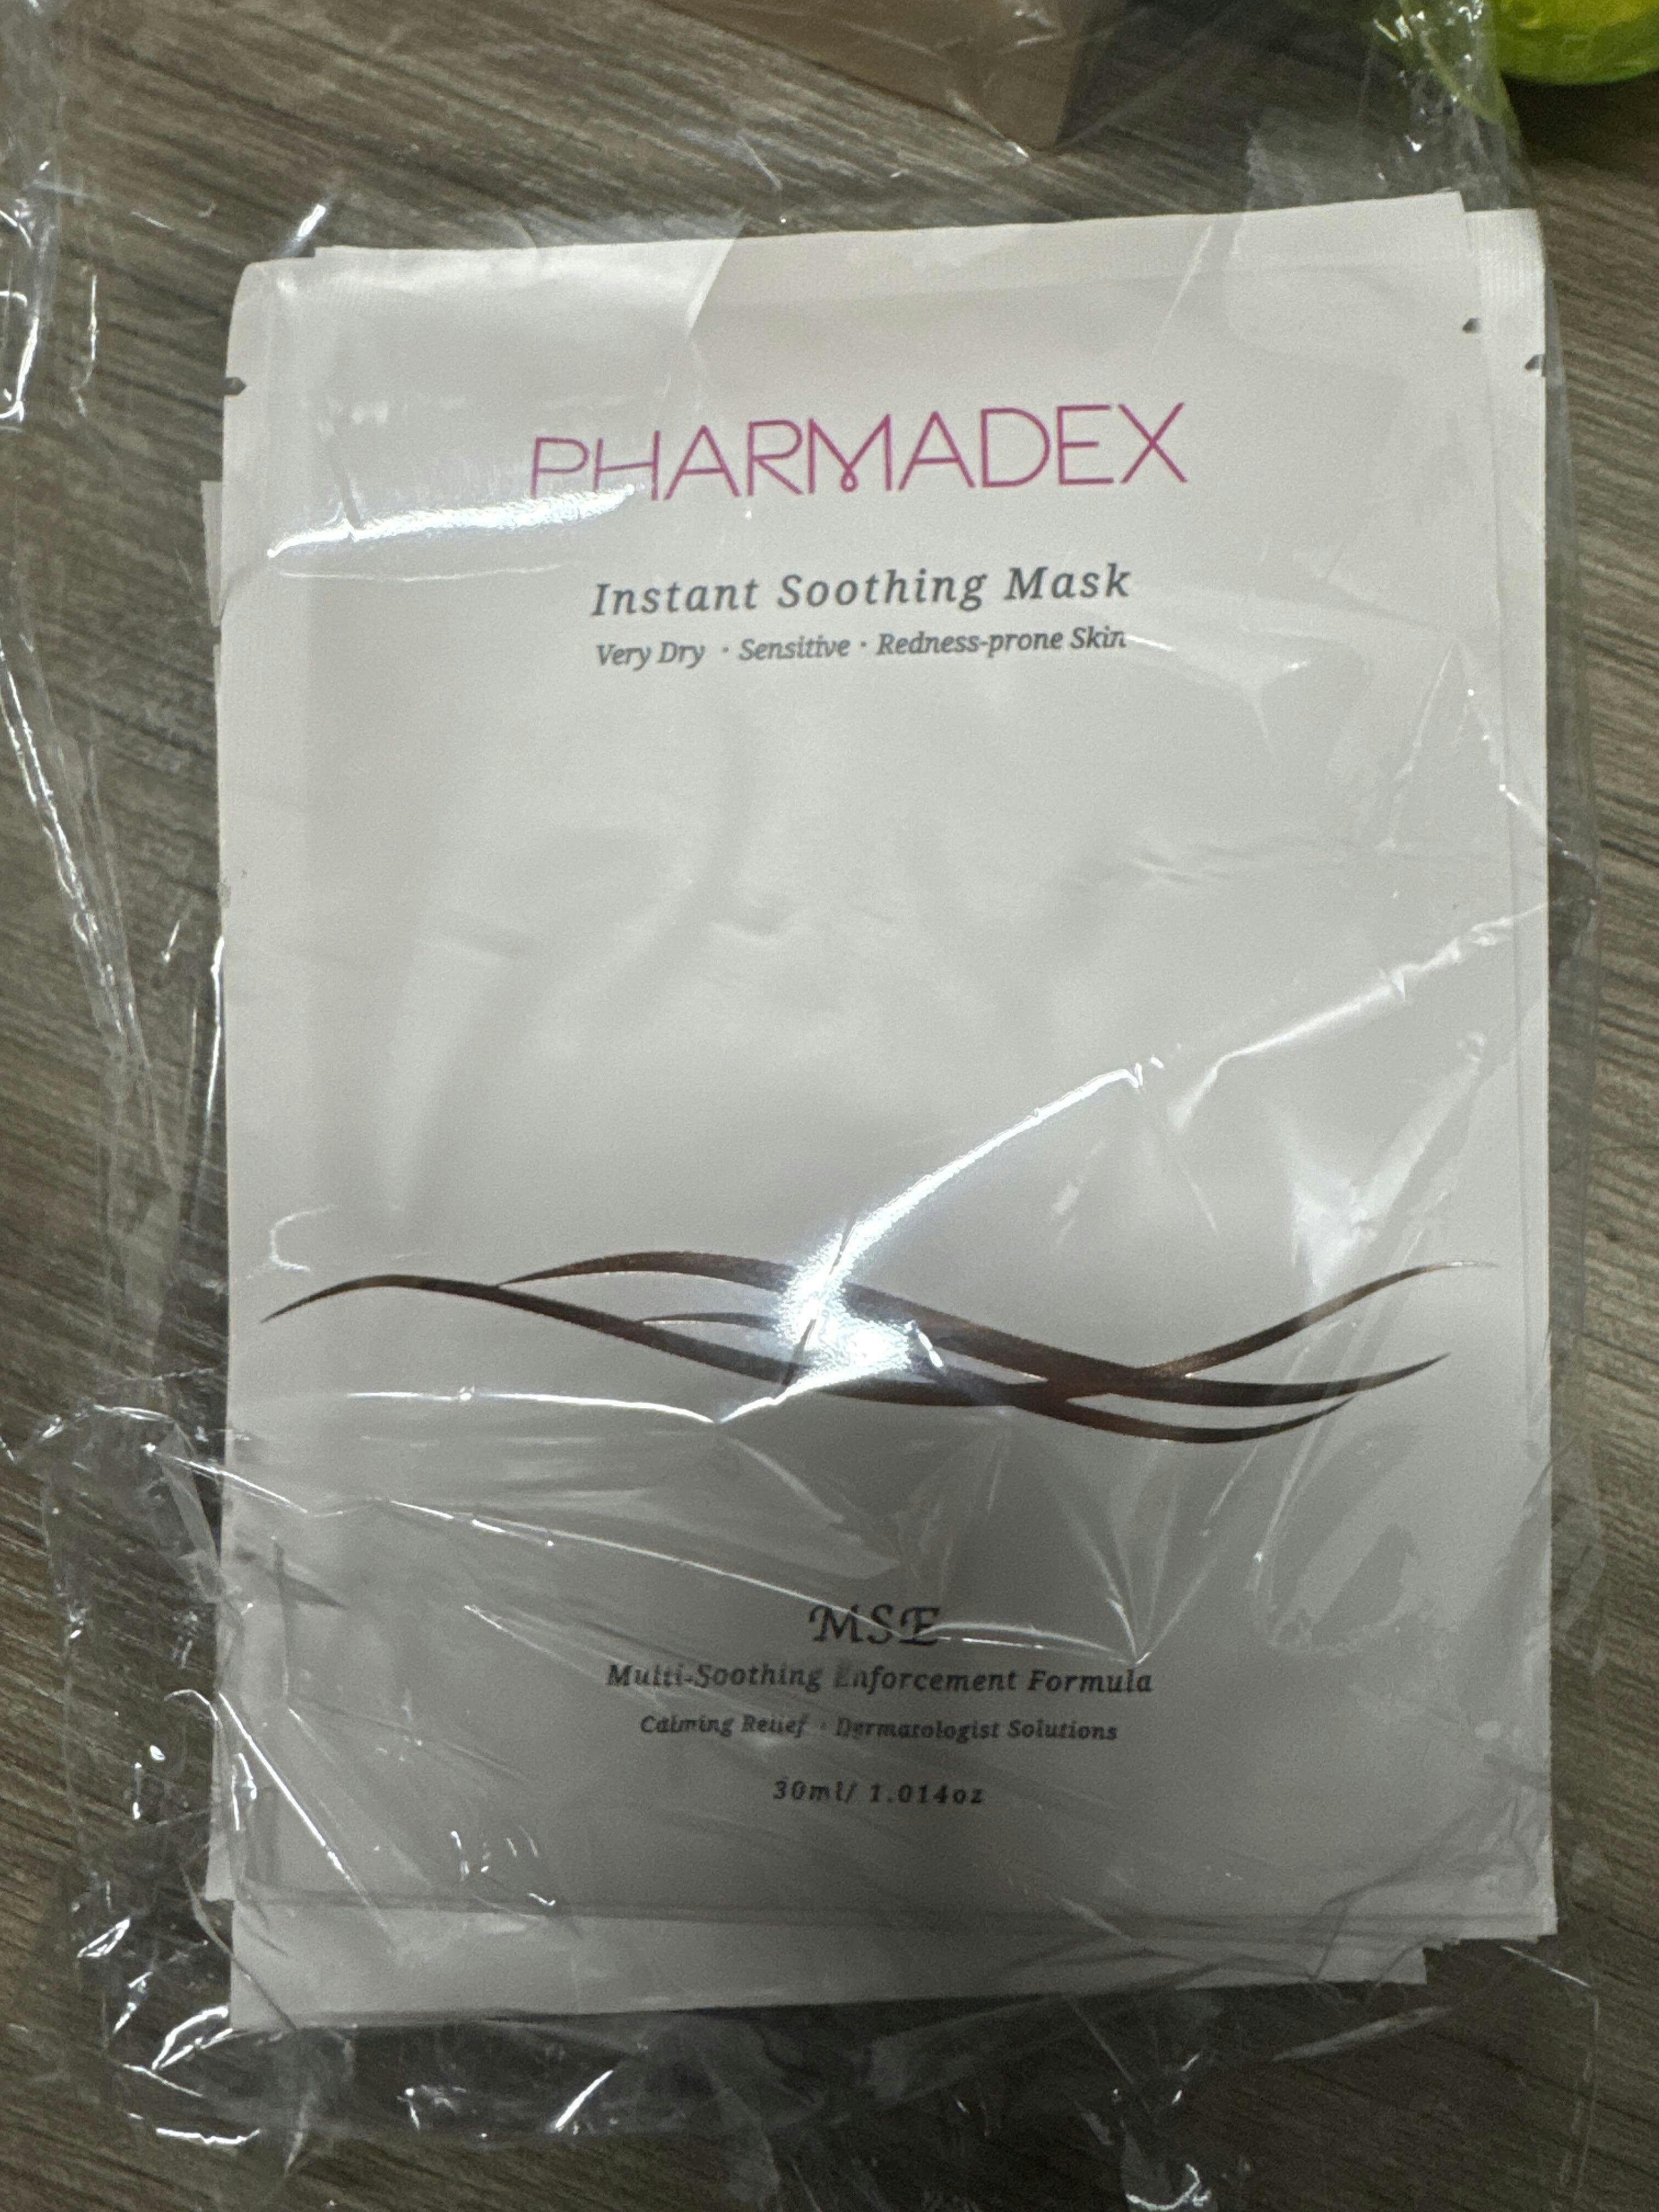 PHARMADEX
Instant Soothing Mask
Very Dry · Sensitive · Redness-prone Skin
MSE
Multi-Soothing Enforcement Formula
Calming Relief · Dermatologist Solutions
30ml/ 1.014oz